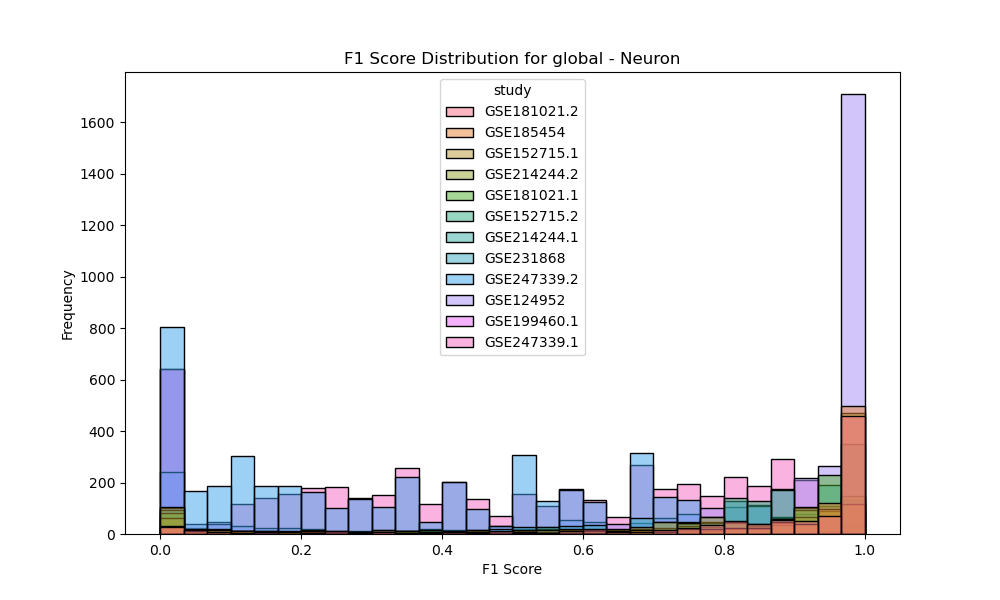 F1 Score Distribution for global - Neuron
study
GSE181021.2
GSE185454
GSE152715.1
GSE214244.2
GSE181021.1
GSE152715.2
GSE214244.1
GSE231868
GSE247339.2
GSE124952
GSE199460.1
GSE247339.1
Frequency
1600
1400
1200
1000
800
600
400
200
0
0.0 0.2 0.4 0.6 0.8 1.0
F1 Score